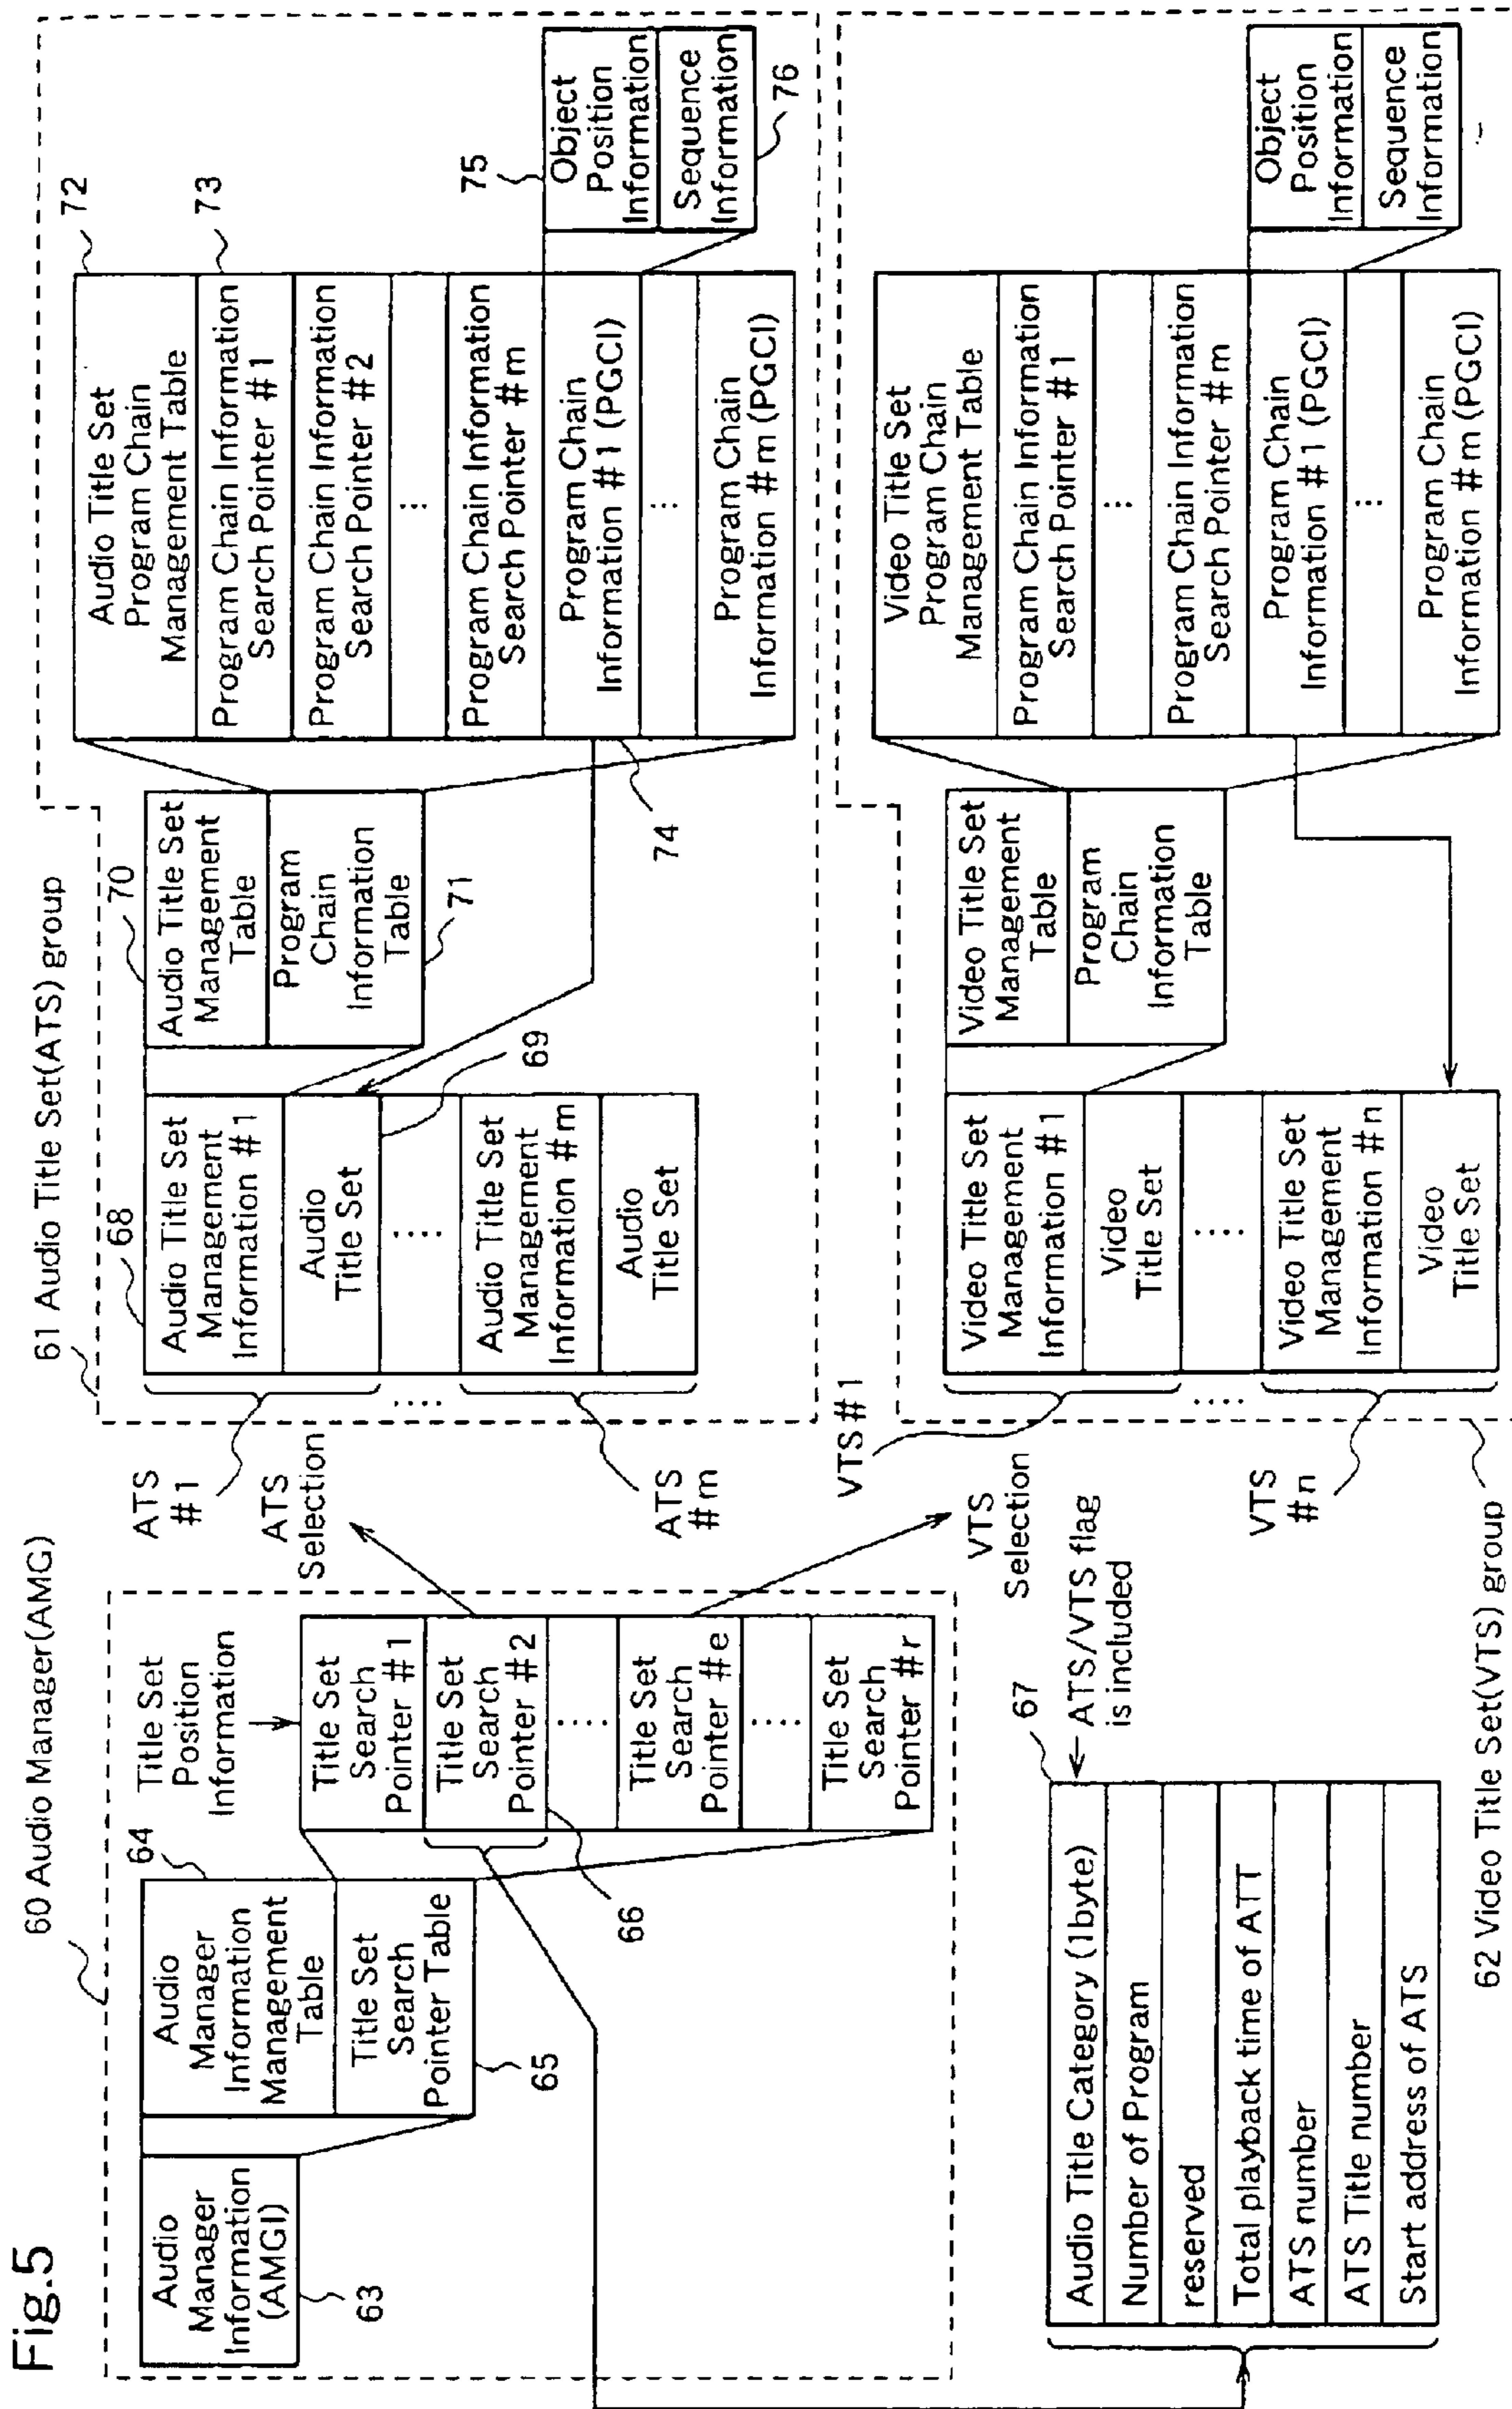 Fig.5
60 Audio Manager(AMG)
Audio
Manager
Information
(AMGI)
63
64
Audio
Manager
Information
Management
Table
Title Set
Search
Pointer Table
65
Title Set
Position
Information
Title Set
Search
Pointer #1
Title Set
Search
Pointer #2
....
Title Set
Search
Pointer #e
....
Title Set
Search
Pointer #r
66
67
ATS/VTS flag
is included
Audio Title Category (1byte)
Number of Program
reserved
Total playback time of ATT
ATS number
ATS Title number
Start address of ATS
ATS
Selection
VTS
Selection
61 Audio Title Set(ATS) group
ATS
#1
....
ATS
#m
68
Audio Title Set
Management
Information #1
Audio
Title Set
....
Audio Title Set
Management
Information #m
Audio
Title Set
69
70
Audio Title Set
Management
Table
Program
Chain
Information
Table
71
72
Audio Title Set
Program Chain
Management Table
73
Program Chain Information
Search Pointer #1
Program Chain Information
Search Pointer #2
...
Program Chain Information
Search Pointer #m
Program Chain
Information #1 (PGCI)
...
Program Chain
Information #m (PGCI)
74
75
Object
Position
Information
Sequence
Information
76
62 Video Title Set(VTS) group
VTS#1
....
VTS
#n
Video Title Set
Management
Information #1
Video
Title Set
....
Video Title Set
Management
Information #n
Video
Title Set
Video Title Set
Management
Table
Program
Chain
Information
Table
Video Title Set
Program Chain
Management Table
Program Chain Information
Search Pointer #1
...
Program Chain Information
Search Pointer #m
Program Chain
Information #1 (PGCI)
...
Program Chain
Information #m (PGCI)
Object
Position
Information
Sequence
Information